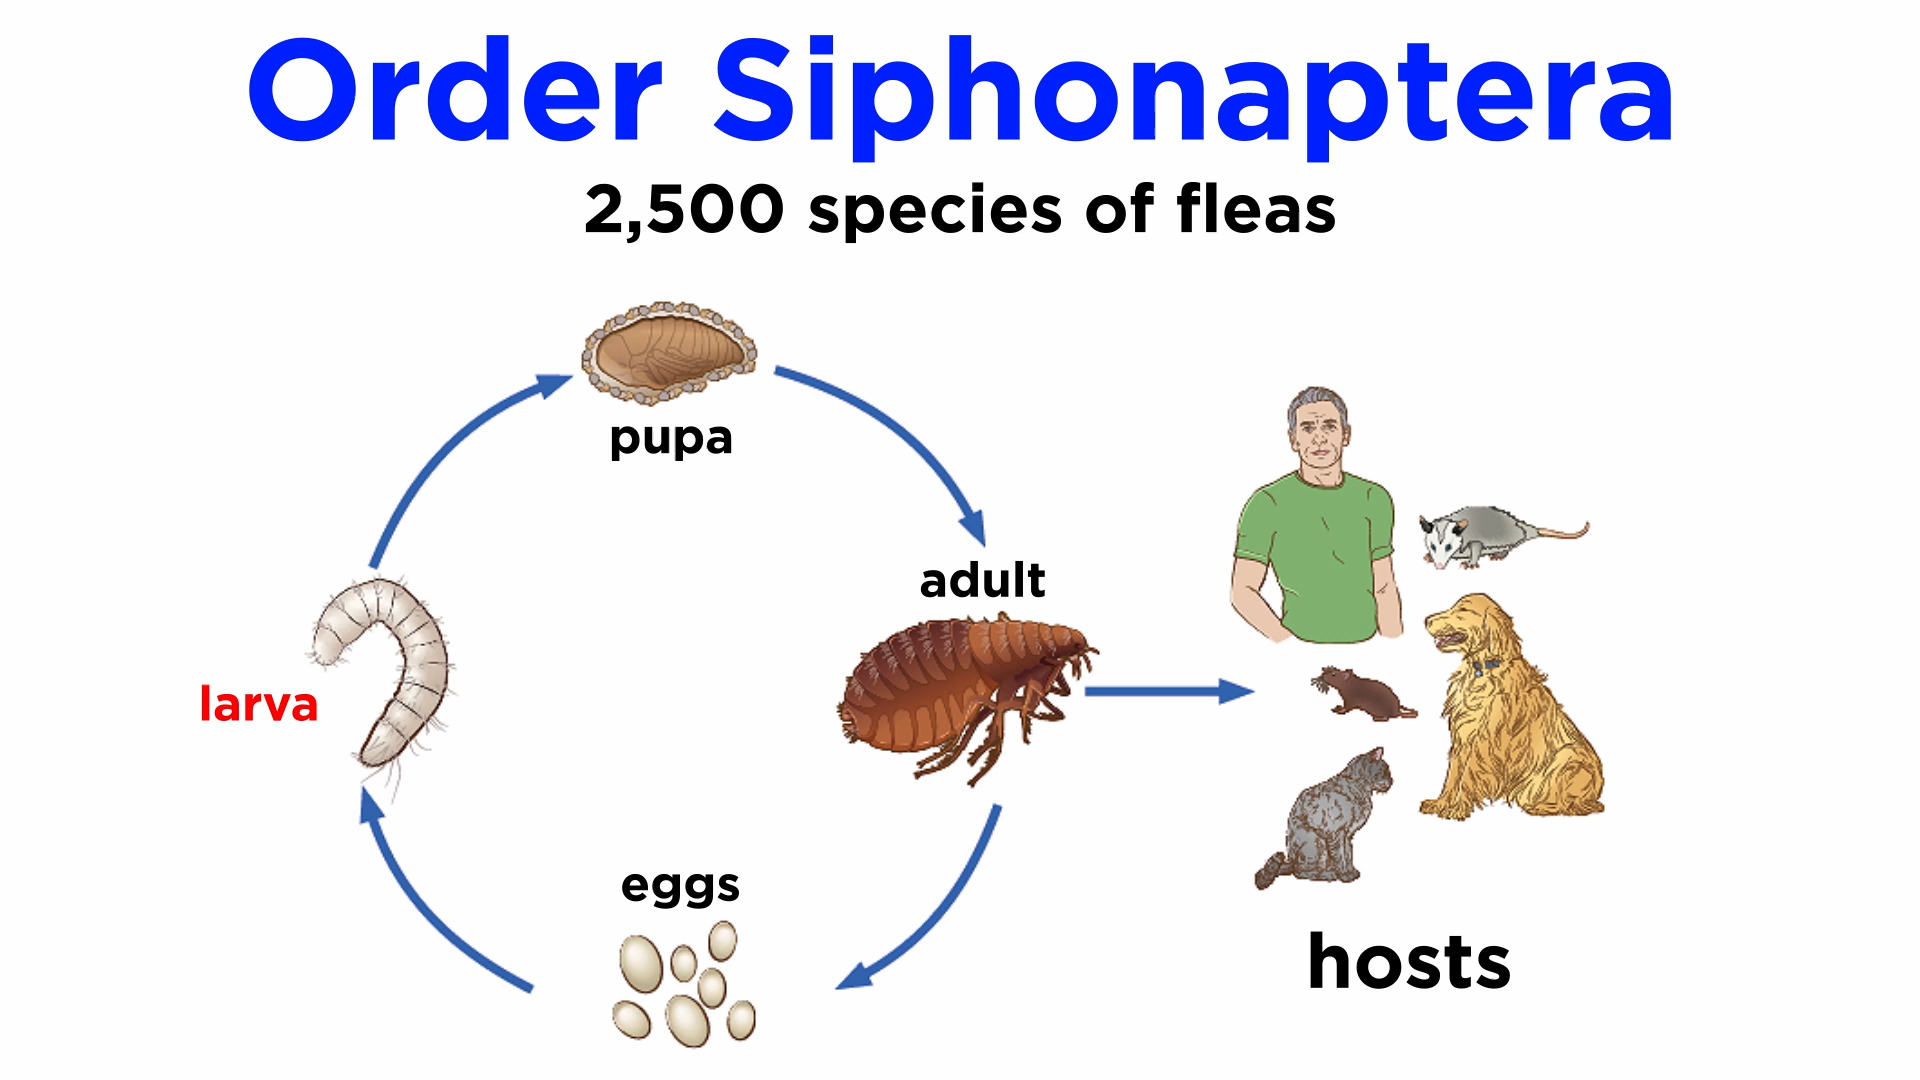 Order Siphonaptera
2,500 species of fleas
pupa
adult
larva
eggs
hosts